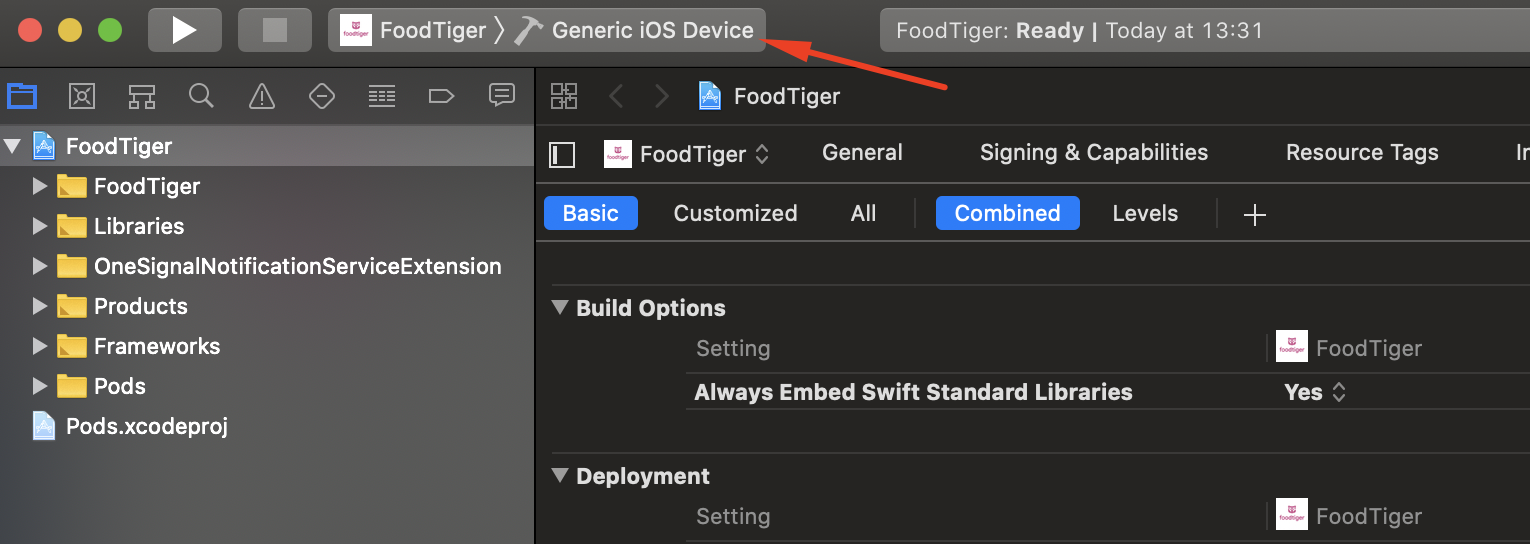 foodtiger FoodTiger Generic iOS Device FoodTiger: Ready | Today at 13:31
FoodTiger
FoodTiger
foodtiger FoodTiger General Signing & Capabilities Resource Tags In
FoodTiger
Basic Customized All Combined Levels
Libraries
OneSignalNotificationServiceExtension
Products
Build Options
Frameworks
Setting foodtiger FoodTiger
Pods
Always Embed Swift Standard Libraries Yes
Pods.xcodeproj
Deployment
Setting foodtiger FoodTiger